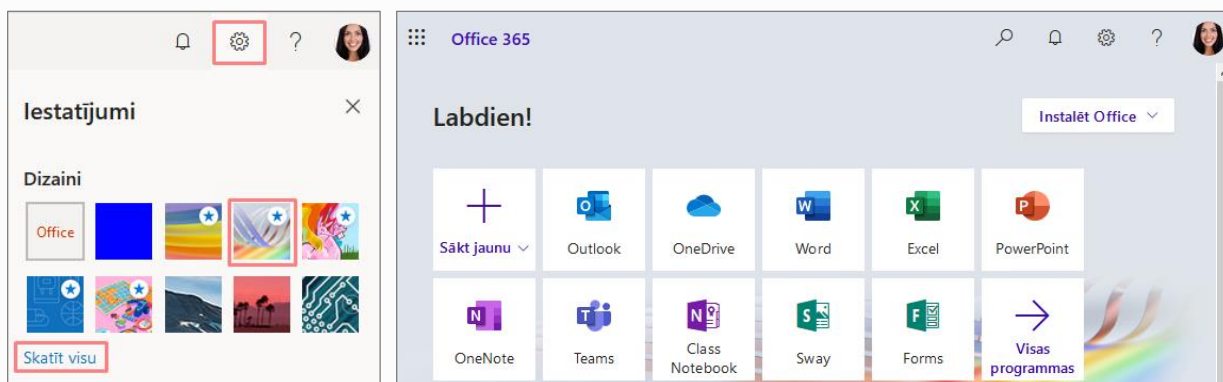 Iestatījumi
Dizaini
Office
Skatīt visu
Office 365
Labdien!
Instalēt Office
Sākt jaunu
Outlook
OneDrive
Word
Excel
PowerPoint
OneNote
Teams
Class
Notebook
Sway
Forms
Visas
programmas